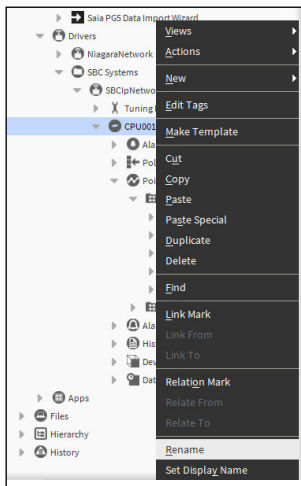 Saia PG5 Data Import Wizard
Drivers
NiagaraNetwork
SBC Systems
SBCIpNetwo
Tuning
CPU001
Ala
Pol
Poi
Ala
His
Dev
Dat
Apps
Files
Hierarchy
History
Views
Actions
New
Edit Tags
Make Template
Cut
Copy
Paste
Paste Special
Duplicate
Delete
Find
Link Mark
Link From
Link To
Relation Mark
Relate From
Relate To
Rename
Set Display Name